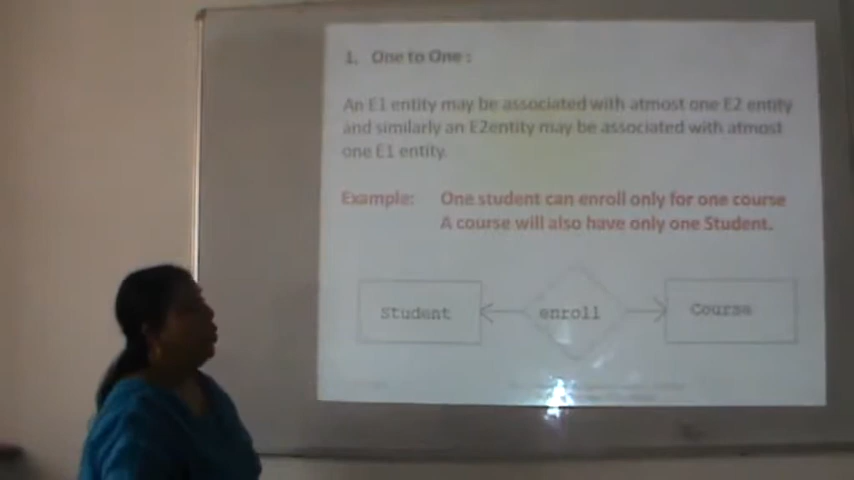 1. One to One :
An E1 entity may be associated with atmost one E2 entity
and similarly an E2entity may be associated with atmost
one E1 entity.
Example: One student can enroll only for one course
A course will also have only one Student.
Student enroll Course